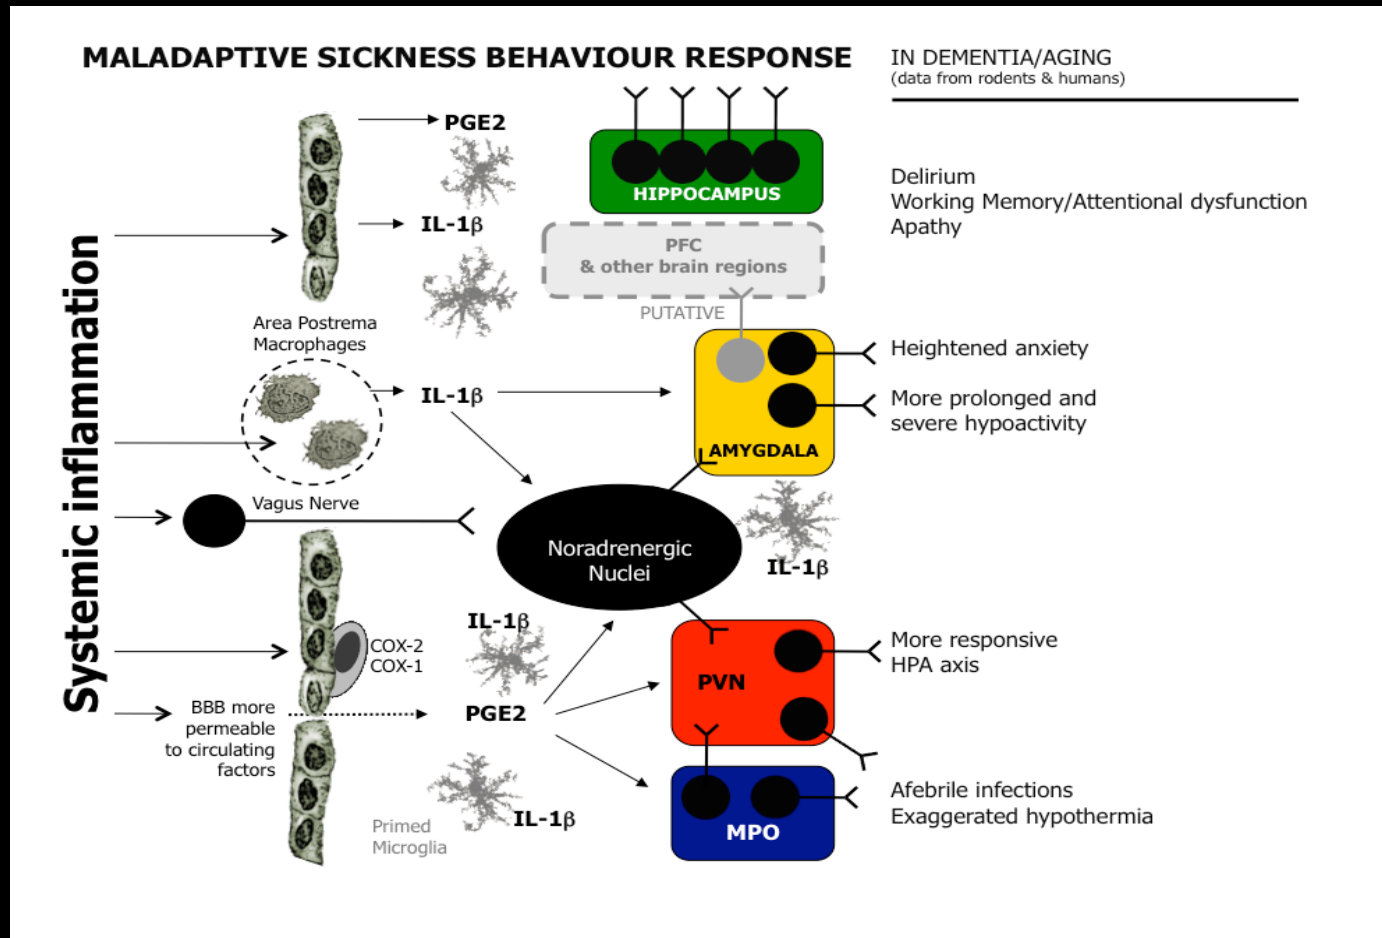 MALADAPTIVE SICKNESS BEHAVIOUR RESPONSE
IN DEMENTIA/AGING
(data from rodents & humans)
Systemic inflammation
PGE2
IL-1β
HIPPOCAMPUS
Delirium
Working Memory/Attentional dysfunction
Apathy
PFC
& other brain regions
PUTATIVE
Area Postrema
Macrophages
IL-1β
AMYGDALA
Heightened anxiety
More prolonged and
severe hypoactivity
Vagus Nerve
Noradrenergic
Nuclei
IL-1β
COX-2
COX-1
IL-1β
PGE2
BBB more
permeable
to circulating
factors
PVN
More responsive
HPA axis
Primed
Microglia
IL-1β
MPO
Afebrile infections
Exaggerated hypothermia